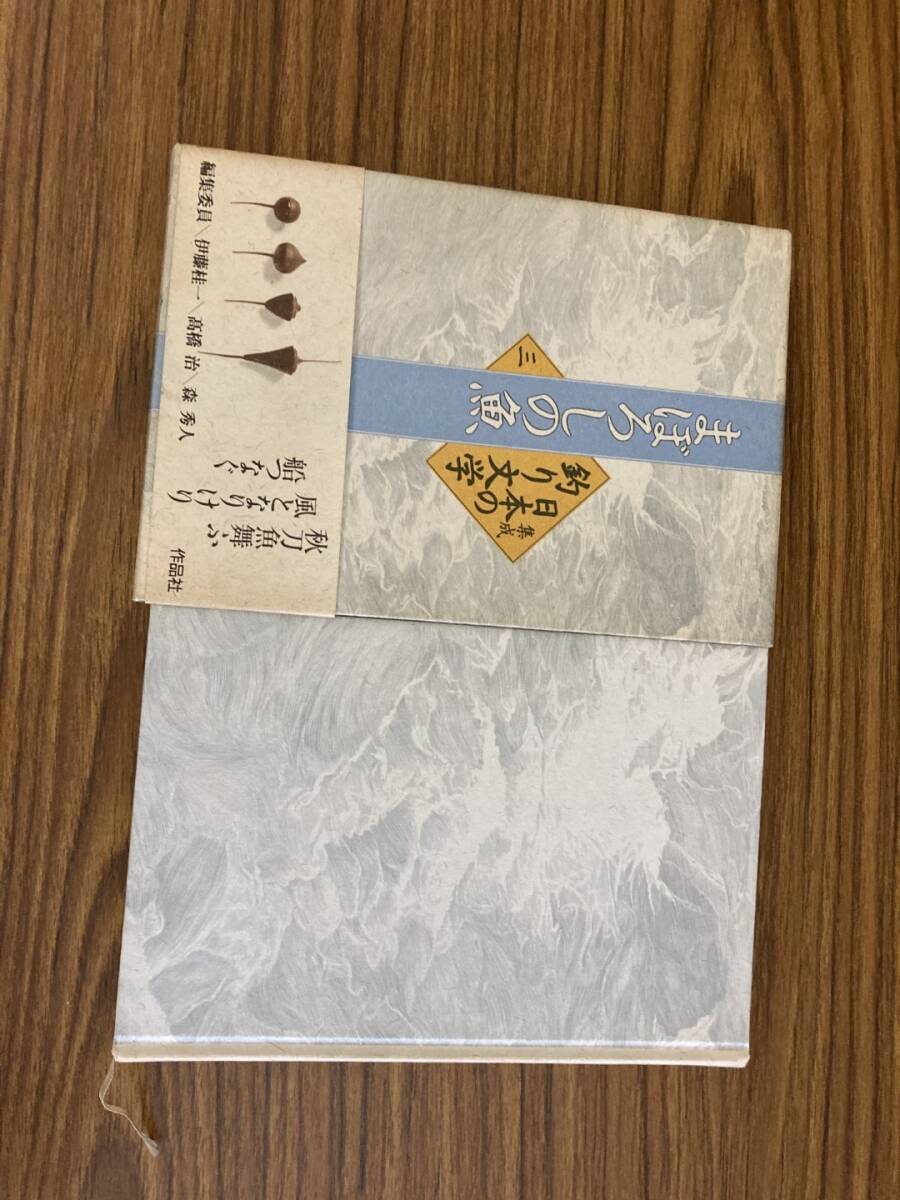 まぼろしの魚
集成
日本の
釣り文学
三
秋刀魚舞ふ
風となりけり
船つなぐ
編集委員/伊藤桂一/高橋 治/森 秀人
作品社